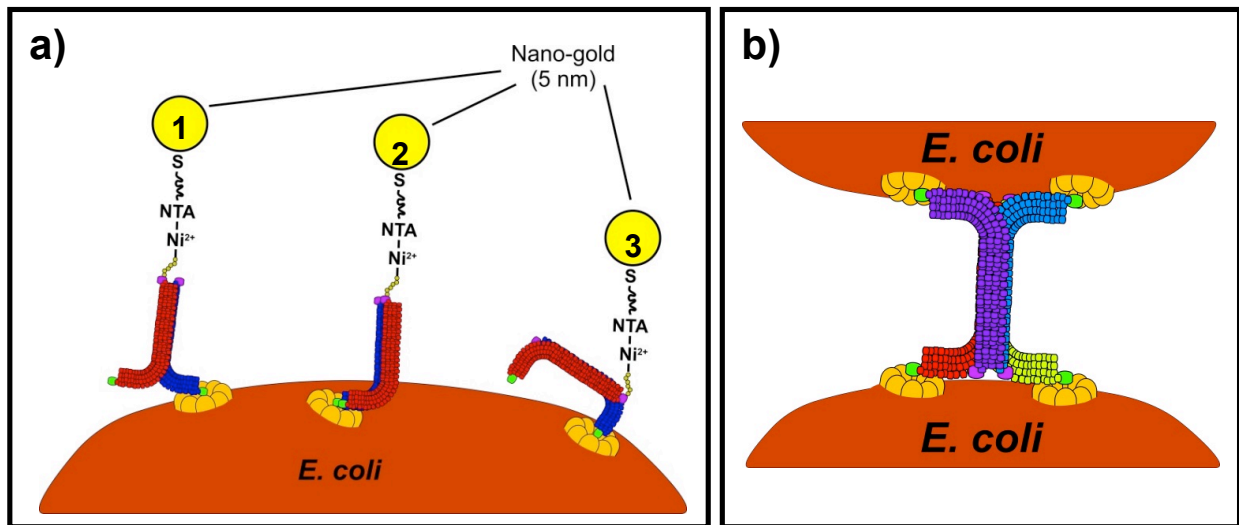 a)
Nano-gold
(5 nm)
1
S
NTA
Ni²⁺
2
S
NTA
Ni²⁺
3
S
NTA
Ni²⁺
E. coli
b)
E. coli
E. coli